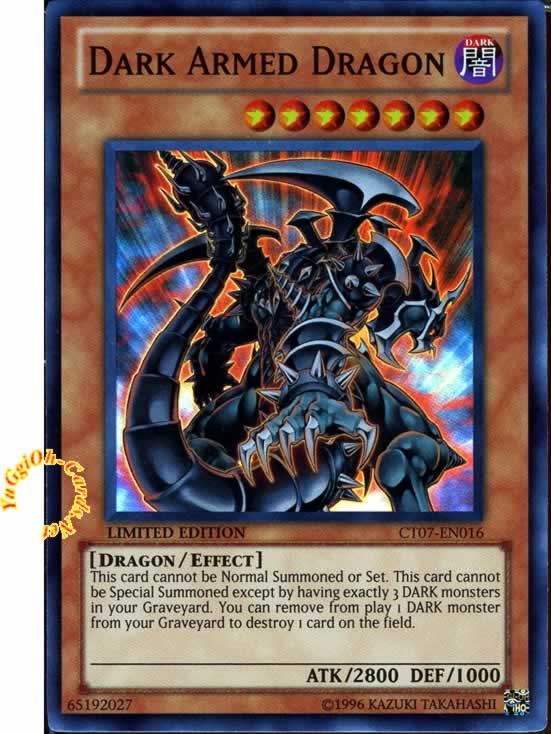 DARK ARMED DRAGON
DARK
闇
YuGgiOh-Cards.Net
LIMITED EDITION CT07-EN016
[DRAGON/EFFECT]
This card cannot be Normal Summoned or Set. This card cannot
be Special Summoned except by having exactly 3 DARK monsters
in your Graveyard. You can remove from play 1 DARK monster
from your Graveyard to destroy 1 card on the field.
ATK/2800 DEF/1000
65192027 ©1996 KAZUKI TAKAHASHI